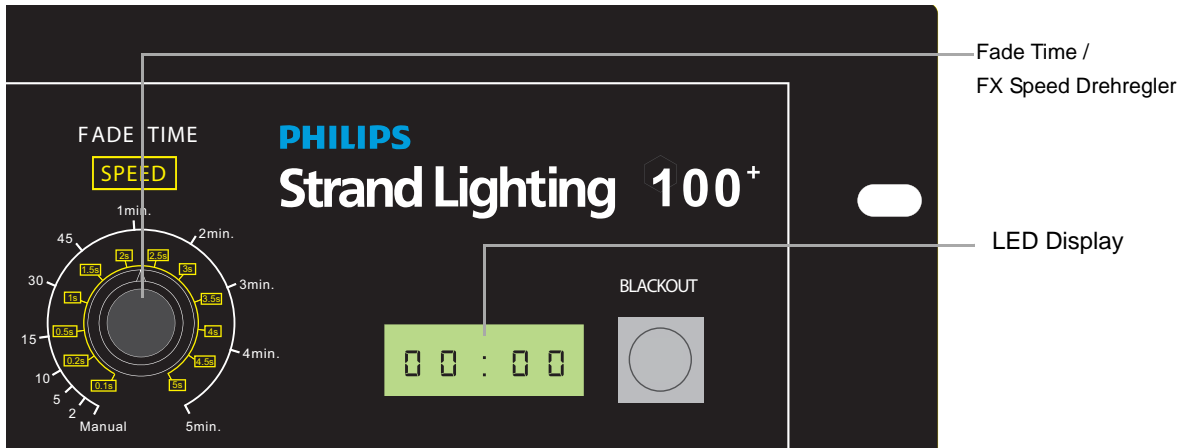 Fade Time /
FX Speed Drehregler
FADE TIME
SPEED
PHILIPS
Strand Lighting 100+
1min.
45
2min.
2s
2.5s
1.5s
3s
30
3min.
1s
3.5s
LED Display
BLACKOUT
15
0.5s
4s
4min.
0.2s
4.5s
00:00
10
0.1s
5s
5
2
Manual
5min.